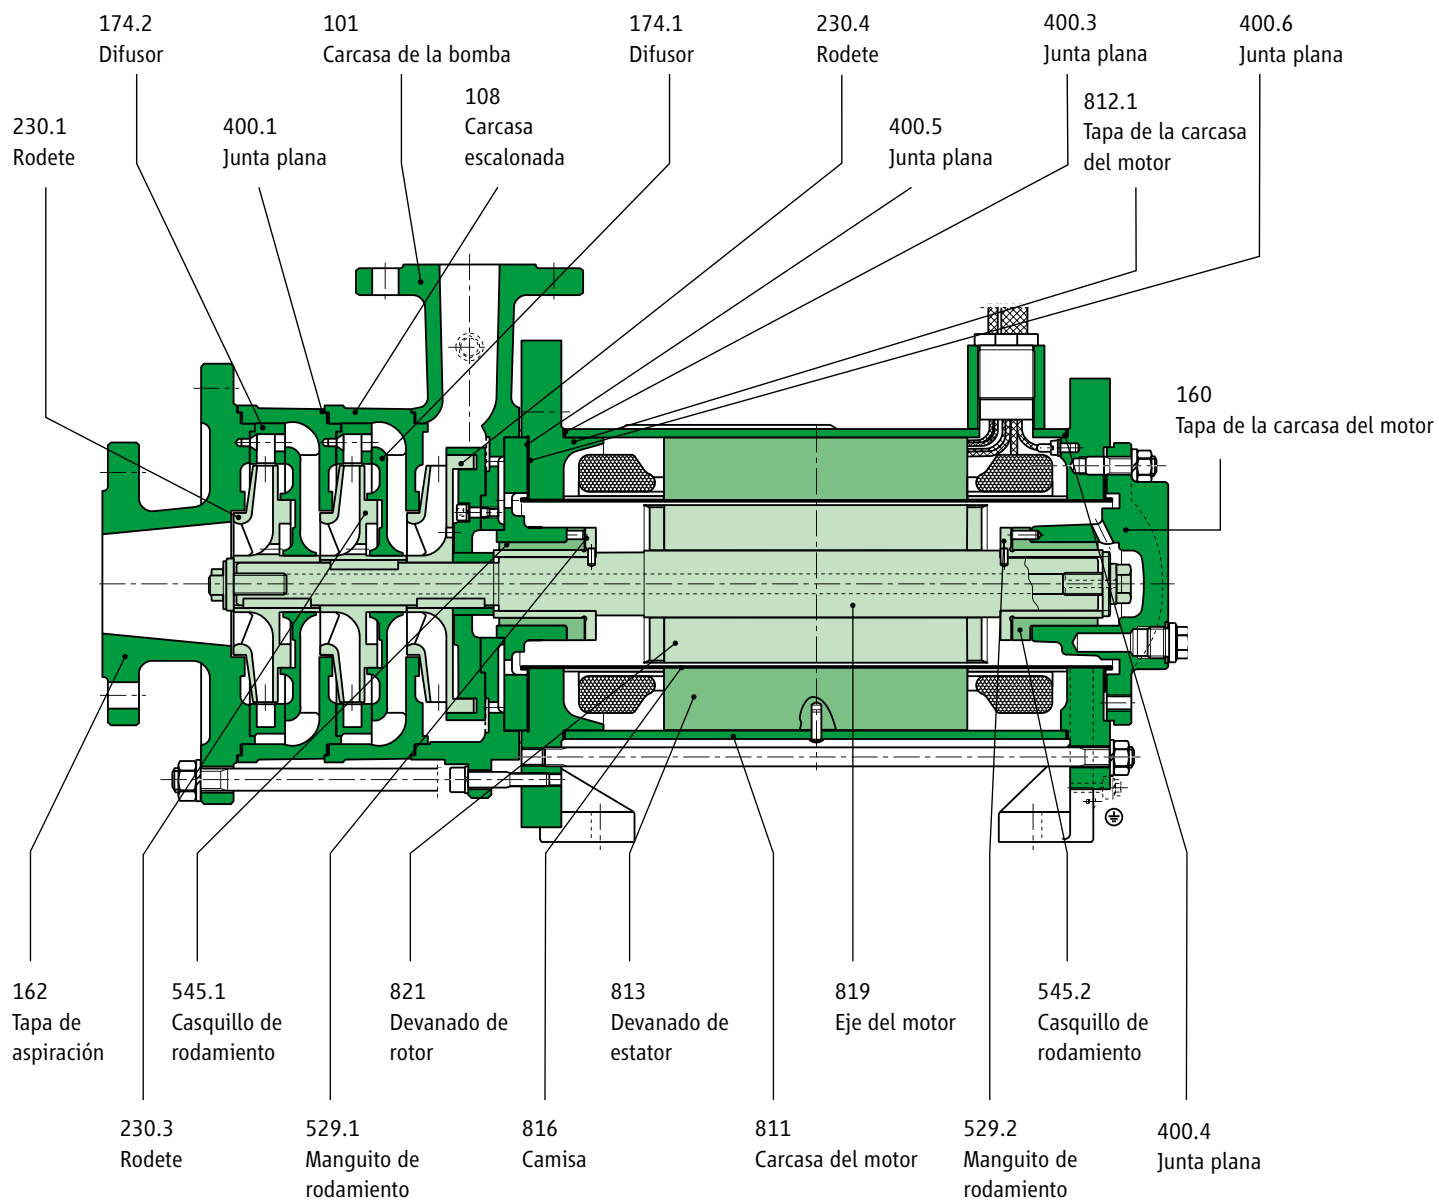 174.2
Difusor
101
Carcasa de la bomba
174.1
Difusor
230.4
Rodete
400.3
Junta plana
400.6
Junta plana
230.1
Rodete
400.1
Junta plana
108
Carcasa
escalonada
400.5
Junta plana
812.1
Tapa de la carcasa
del motor
160
Tapa de la carcasa del motor
162
Tapa de
aspiración
545.1
Casquillo de
rodamiento
821
Devanado de
rotor
813
Devanado de
estator
819
Eje del motor
545.2
Casquillo de
rodamiento
230.3
Rodete
529.1
Manguito de
rodamiento
816
Camisa
811
Carcasa del motor
529.2
Manguito de
rodamiento
400.4
Junta plana